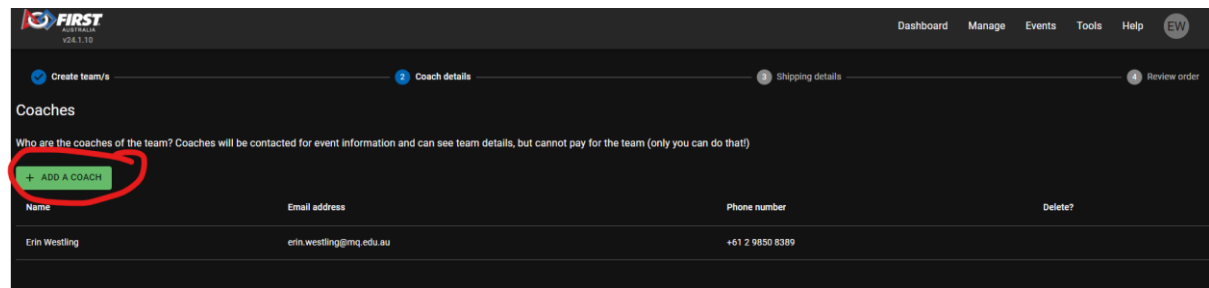 FIRST
AUSTRALIA
v24.1.10
Dashboard Manage Events Tools Help EW
Create team/s 2 Coach details 3 Shipping details 4 Review order
Coaches
Who are the coaches of the team? Coaches will be contacted for event information and can see team details, but cannot pay for the team (only you can do that!)
+ ADD A COACH
Name Email address Phone number Delete?
Erin Westling erin.westling@mq.edu.au +61 2 9850 8389